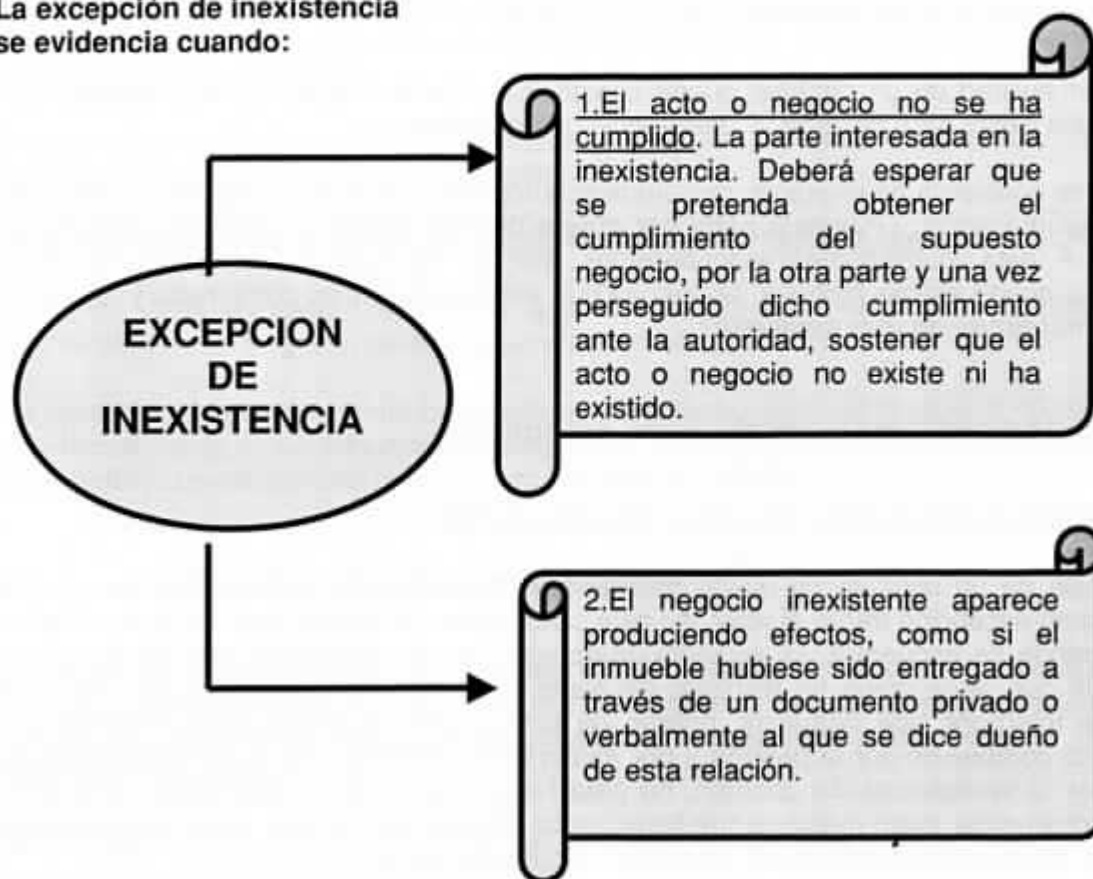 La excepción de inexistencia
se evidencia cuando:
1.El acto o negocio no se ha
cumplido. La parte interesada en la
inexistencia. Deberá esperar que
se pretenda obtener el
cumplimiento del supuesto
negocio, por la otra parte y una vez
perseguido dicho cumplimiento
ante la autoridad, sostener que el
acto o negocio no existe ni ha
existido.
EXCEPCION
DE
INEXISTENCIA
2.El negocio inexistente aparece
produciendo efectos, como si el
inmueble hubiese sido entregado a
través de un documento privado o
verbalmente al que se dice dueño
de esta relación.